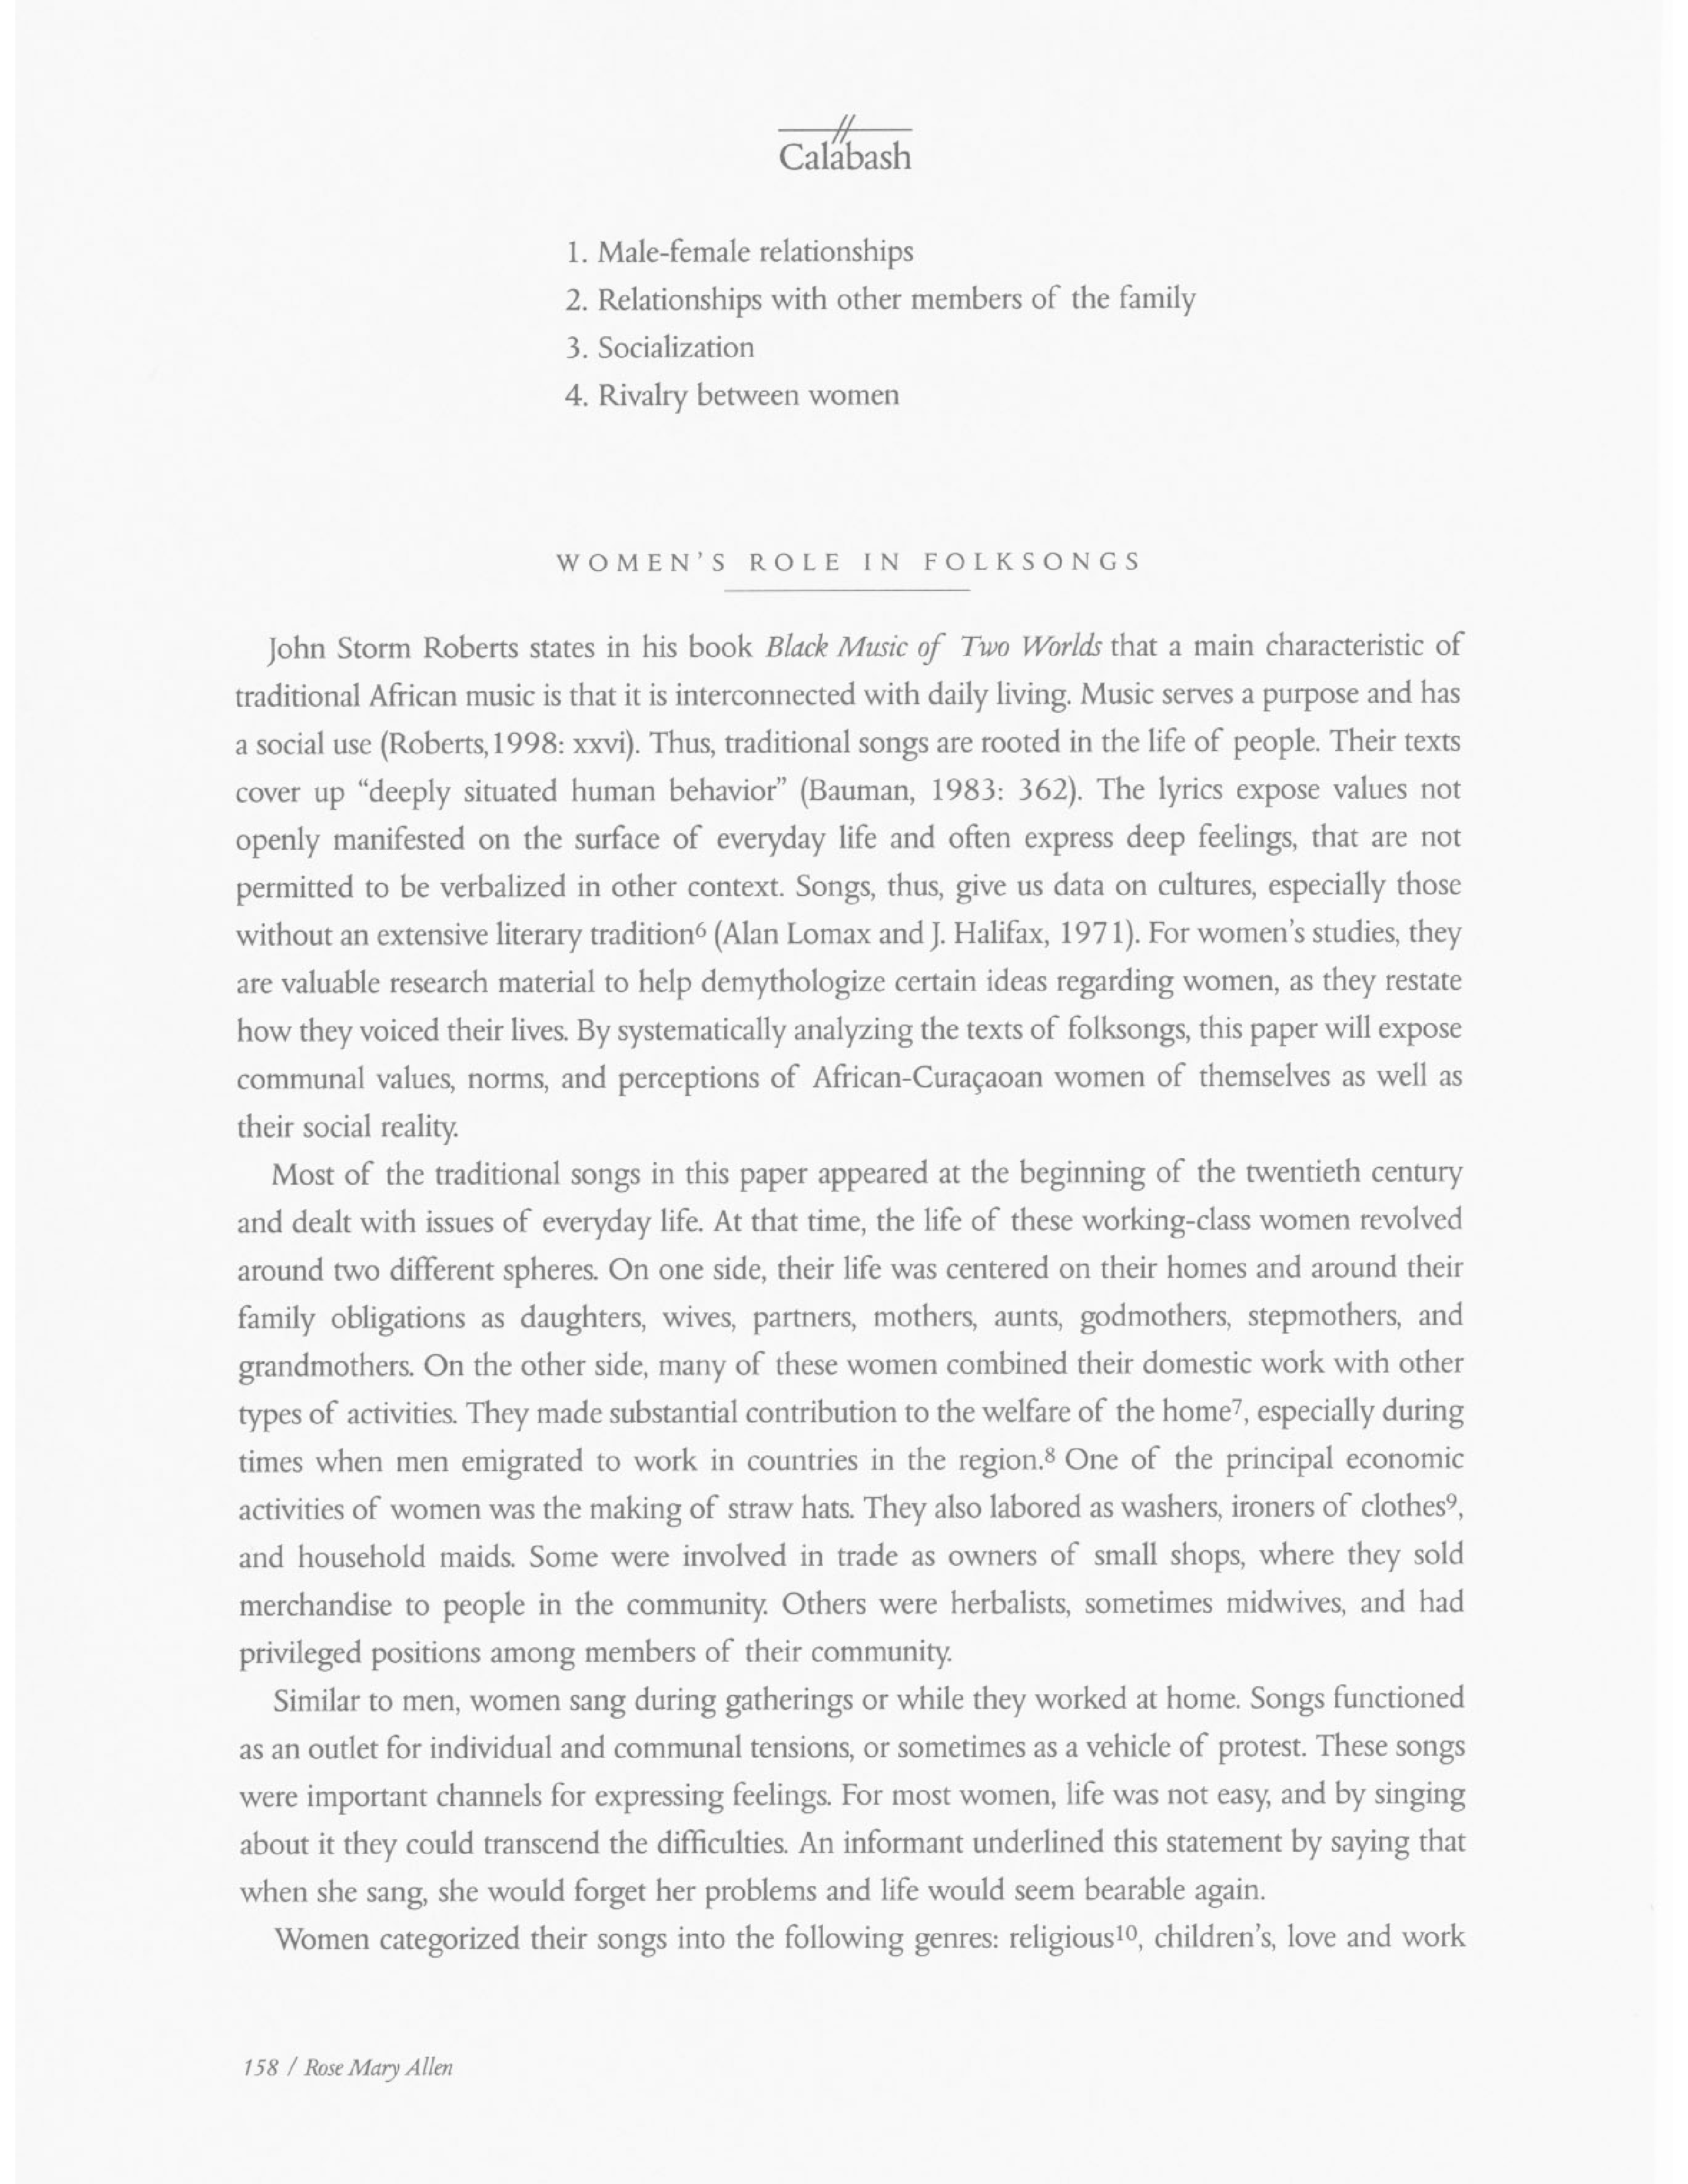 Calabash
1. Male-female relationships
2. Relationships with other members of the family
3. Socialization
4. Rivalry between women
WOMEN'S ROLE IN FOLKSONGS
John Storm Roberts states in his book Black Music of Two Worlds that a main characteristic of
traditional African music is that it is interconnected with daily living. Music serves a purpose and has
a social use (Roberts,1998: xxvi). Thus, traditional songs are rooted in the life of people. Their texts
cover up “deeply situated human behavior” (Bauman, 1983: 362). The lyrics expose values not
openly manifested on the surface of everyday life and often express deep feelings, that are not
permitted to be verbalized in other context. Songs, thus, give us data on cultures, especially those
without an extensive literary tradition⁶ (Alan Lomax and J. Halifax, 1971). For women's studies, they
are valuable research material to help demythologize certain ideas regarding women, as they restate
how they voiced their lives. By systematically analyzing the texts of folksongs, this paper will expose
communal values, norms, and perceptions of African-Curaçaoan women of themselves as well as
their social reality.
Most of the traditional songs in this paper appeared at the beginning of the twentieth century
and dealt with issues of everyday life. At that time, the life of these working-class women revolved
around two different spheres. On one side, their life was centered on their homes and around their
family obligations as daughters, wives, partners, mothers, aunts, godmothers, stepmothers, and
grandmothers. On the other side, many of these women combined their domestic work with other
types of activities. They made substantial contribution to the welfare of the home⁷, especially during
times when men emigrated to work in countries in the region.⁸ One of the principal economic
activities of women was the making of straw hats. They also labored as washers, ironers of clothes⁹,
and household maids. Some were involved in trade as owners of small shops, where they sold
merchandise to people in the community. Others were herbalists, sometimes midwives, and had
privileged positions among members of their community.
Similar to men, women sang during gatherings or while they worked at home. Songs functioned
as an outlet for individual and communal tensions, or sometimes as a vehicle of protest. These songs
were important channels for expressing feelings. For most women, life was not easy, and by singing
about it they could transcend the difficulties. An informant underlined this statement by saying that
when she sang, she would forget her problems and life would seem bearable again.
Women categorized their songs into the following genres: religious¹⁰, children's, love and work
158 / Rose Mary Allen